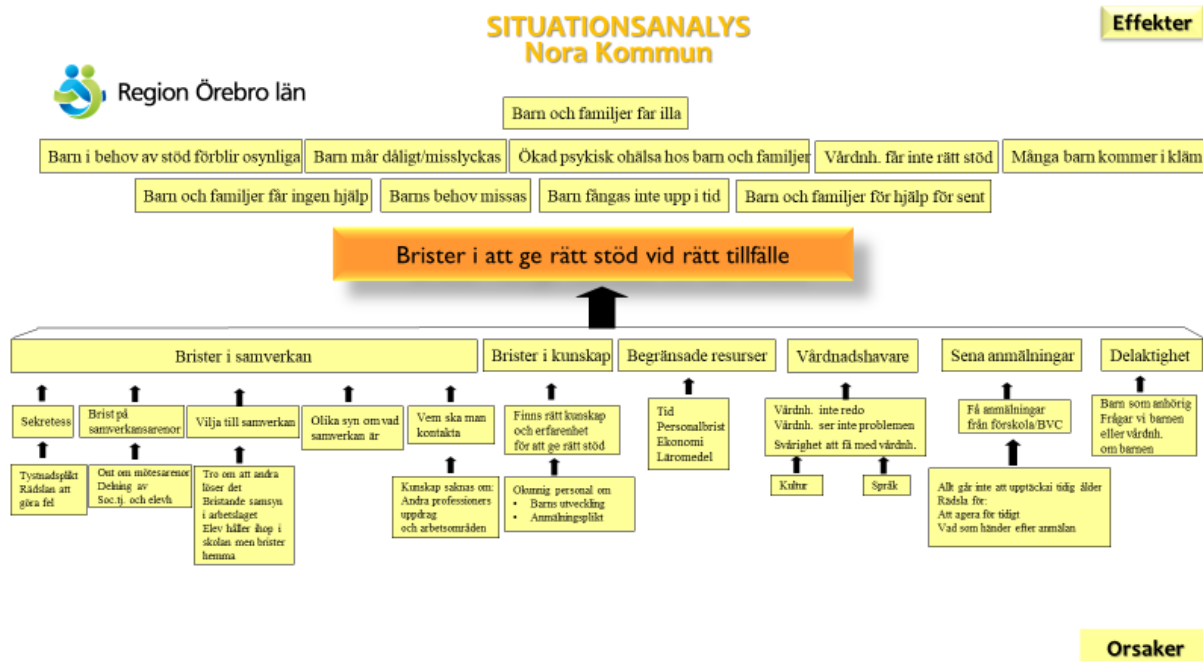 SITUATIONSANALYS
Nora Kommun
Effekter
Region Örebro län
Barn och familjer far illa
Barn i behov av stöd förblir osynliga
Barn mår dåligt/misslyckas
Ökad psykisk ohälsa hos barn och familjer
Vårdnh. får inte rätt stöd
Många barn kommer i kläm
Barn och familjer får ingen hjälp
Barns behov missas
Barn fångas inte upp i tid
Barn och familjer för hjälp för sent
Brister i att ge rätt stöd vid rätt tillfälle
Brister i samverkan
Brister i kunskap
Begränsade resurser
Vårdnadshavare
Sena anmälningar
Delaktighet
Sekretess
Brist på
samverkansarenor
Vilja till samverkan
Olika syn om vad
samverkan är
Vem ska man
kontakta
Finns rätt kunskap
och erfarenhet
för att ge rätt stöd
Tid
Personalbrist
Ekonomi
Läromedel
Vårdnh. inte redo
Vårdnh. ser inte problemen
Svårighet att få med vårdnh.
Få anmälningar
från förskola/BVC
Barn som anhörig
Frågar vi barnen
eller vårdnh.
om barnen
Tystnadsplikt
Rädslan att
göra fel
Ont om mötesarenor
Delning av
Soc.tj. och elevh
Tro om att andra
löser det
Bristande samsyn
i arbetslaget
Elev håller ihop i
skolan men brister
hemma
Kunskap saknas om:
Andra professioners
uppdrag
och arbetsområden
Okunnig personal om
• Barns utveckling
• Anmälningsplikt
Kultur
Språk
Allt går inte att upptäckai tidig ålder
Rädsla för:
Att agera för tidigt
Vad som händer efter anmälan
Orsaker